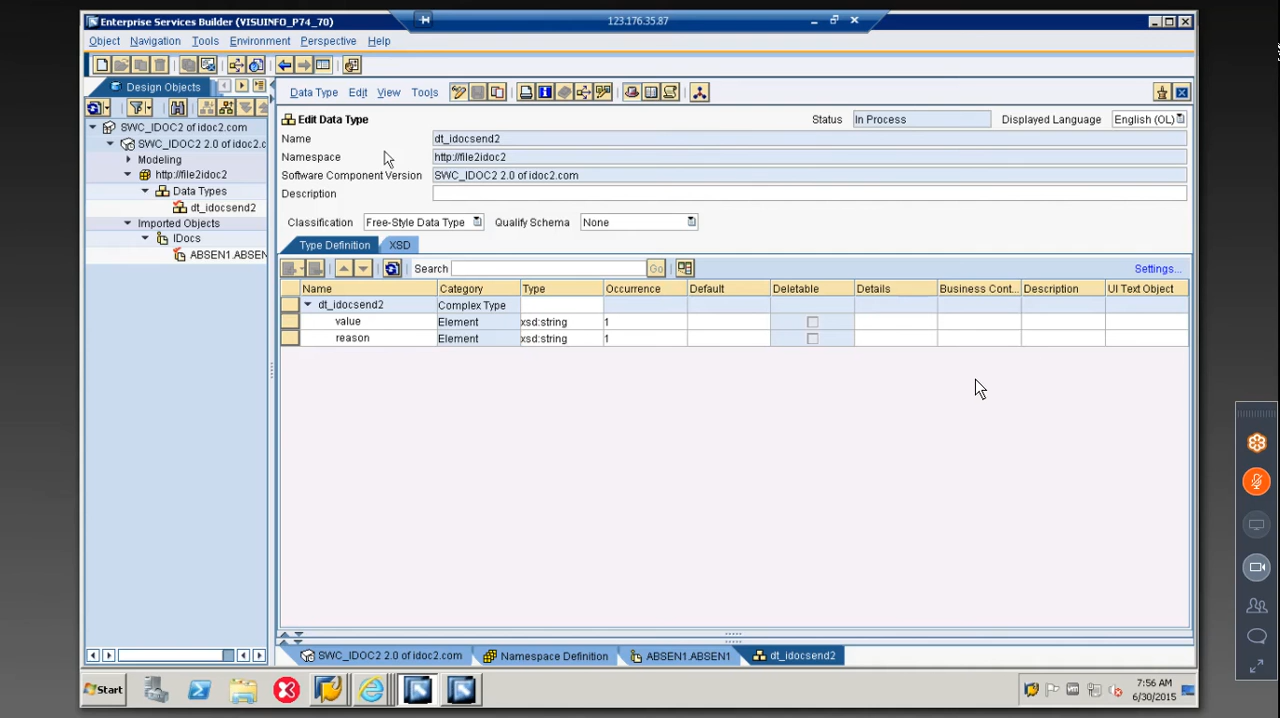 Enterprise Services Builder (VISUINFO_P74_70)
123.176.35.87
Object Navigation Tools Environment Perspective Help
Design Objects
Data Type Edit View Tools
Edit Data Type
Status In Process Displayed Language English (OL)
Name dt_idocsend2
Namespace http://file2idoc2
Software Component Version SWC_IDOC2 2.0 of idoc2.com
Description
Classification Free-Style Data Type Qualify Schema None
SWC_IDOC2 of idoc2.com
SWC_IDOC2 2.0 of idoc2.c
Modeling
http://file2idoc2
Data Types
dt_idocsend2
Imported Objects
IDocs
ABSEN1.ABSEN
Type Definition XSD
Search Go Settings...
Name Category Type Occurrence Default Deletable Details Business Cont... Description UI Text Object
dt_idocsend2 Complex Type
value Element xsd:string 1
reason Element xsd:string 1
SWC_IDOC2 2.0 of idoc2.com Namespace Definition ABSEN1.ABSEN1 dt_idocsend2
Start
7:56 AM
6/30/2015